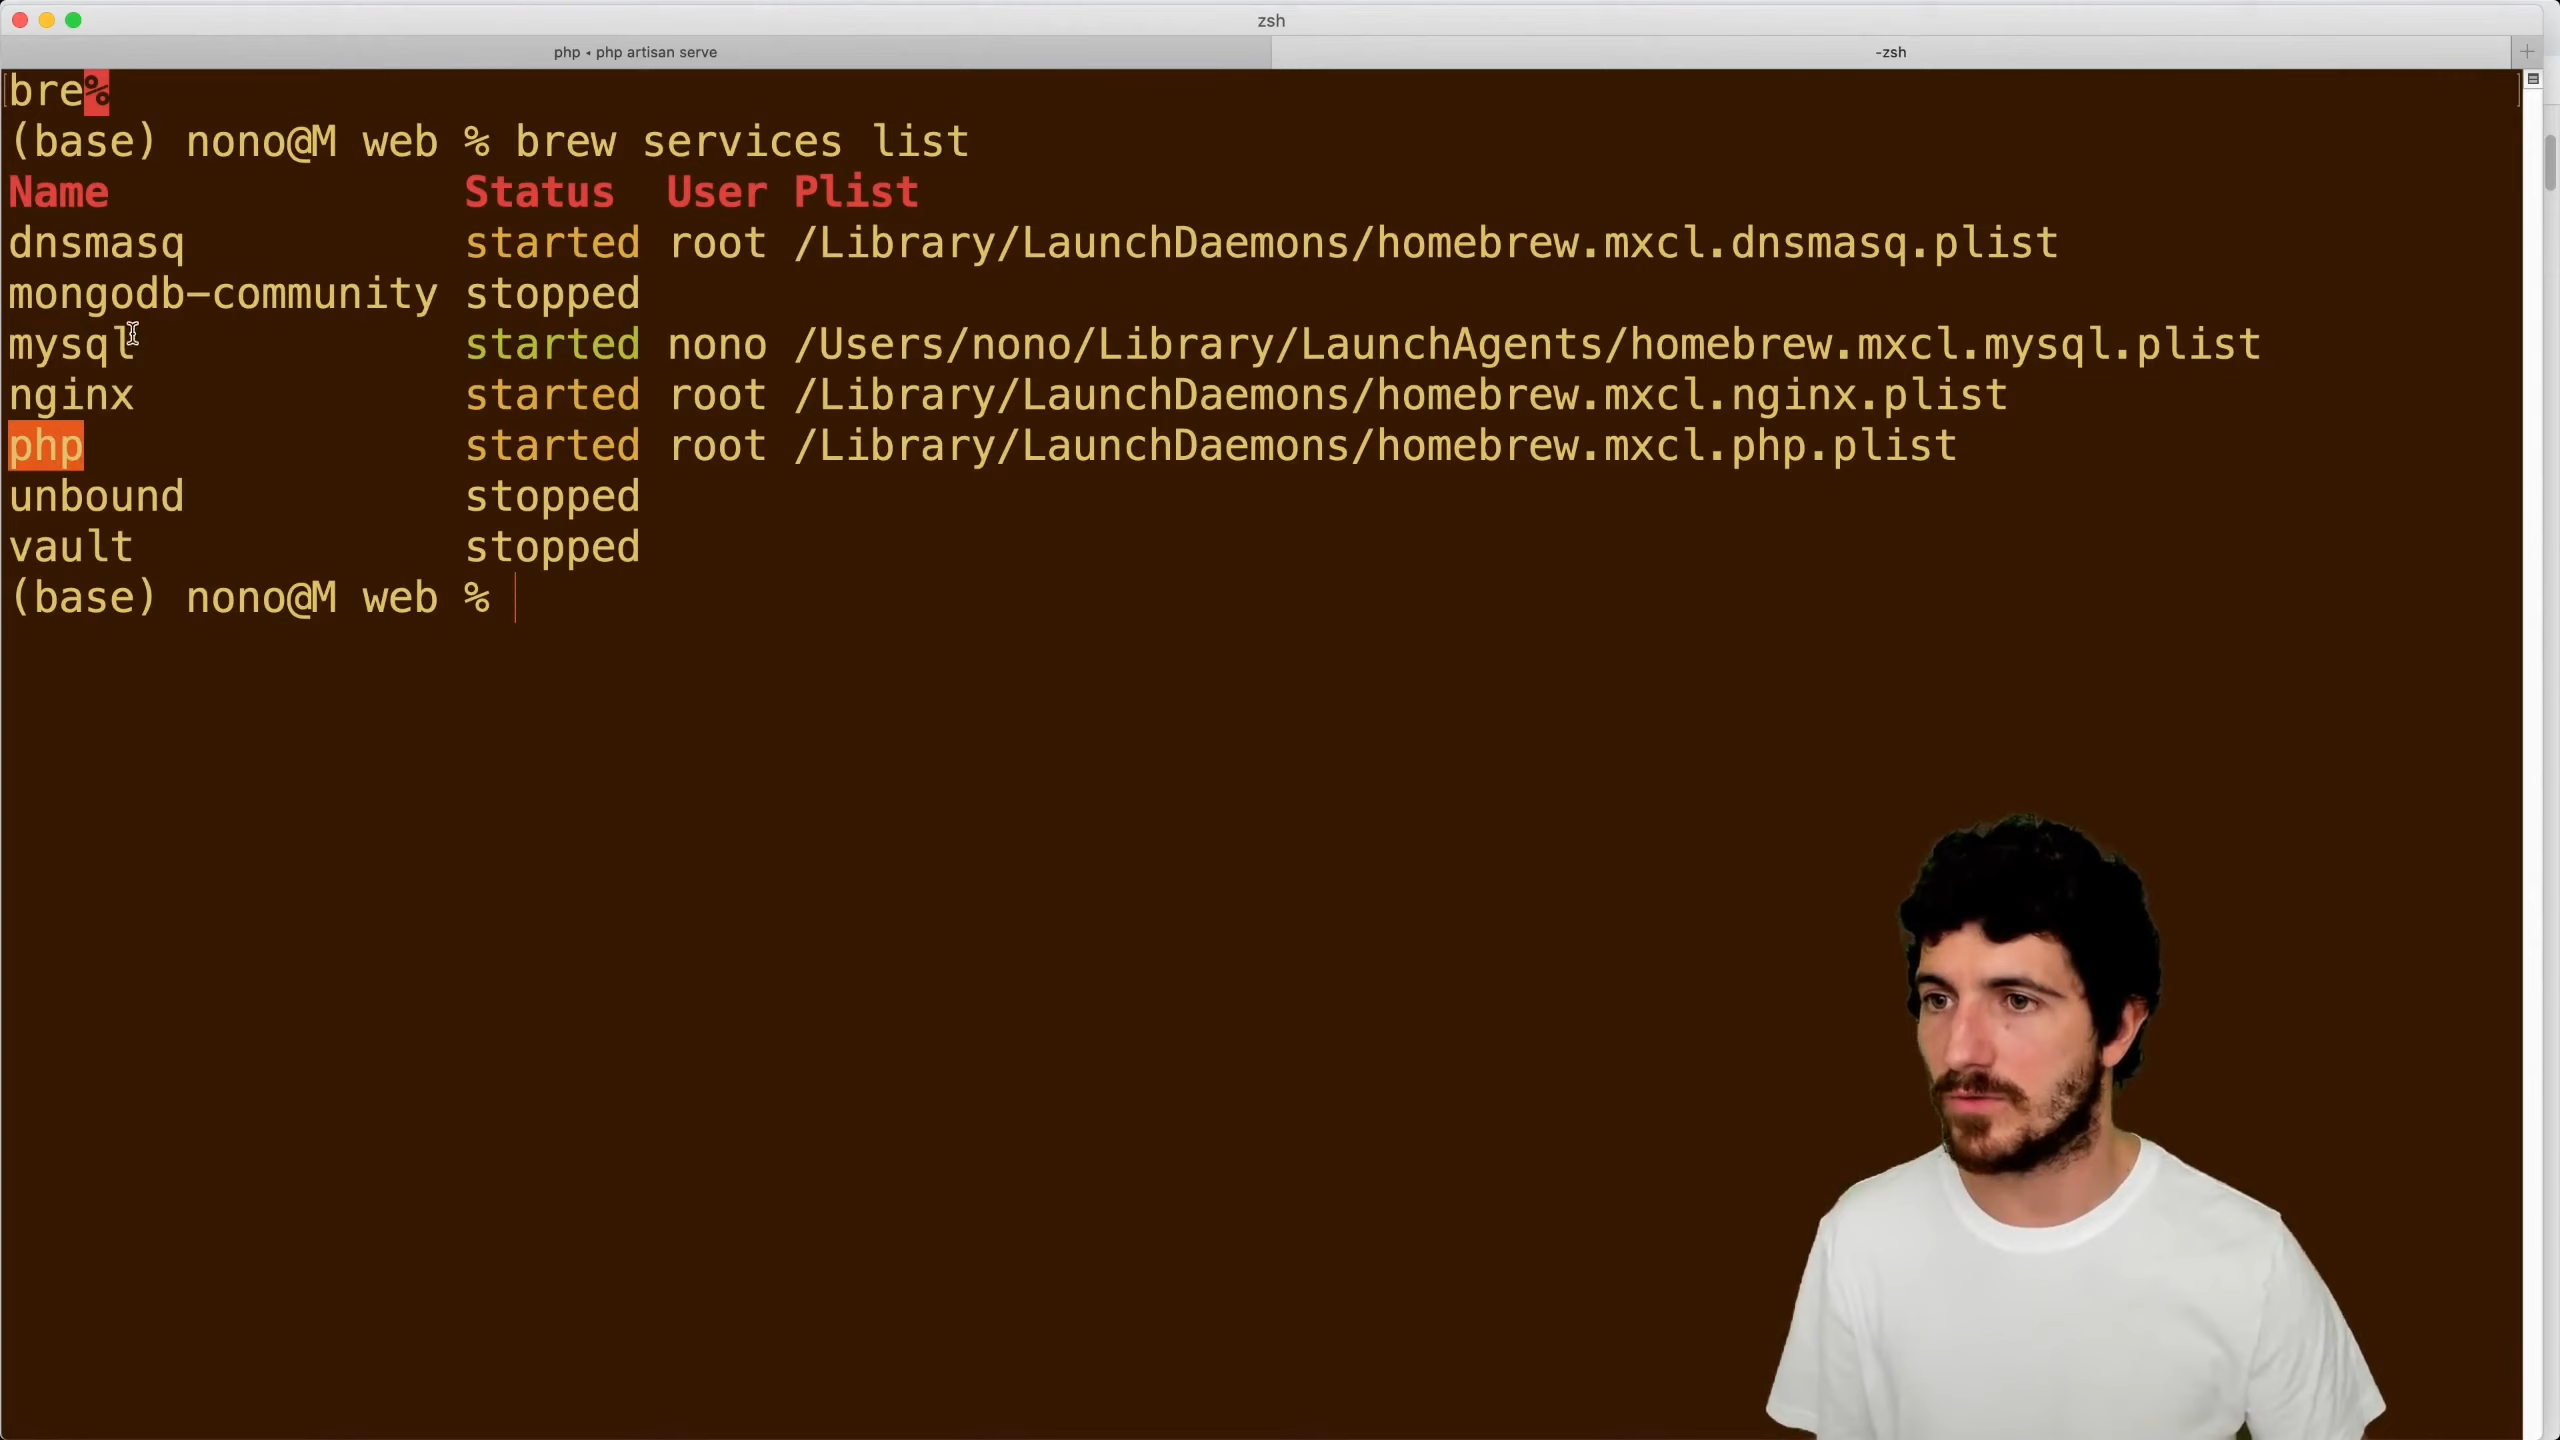 zsh
php • php artisan serve
-zsh
bre%
(base) nono@M web % brew services list
Name Status User Plist
dnsmasq started root /Library/LaunchDaemons/homebrew.mxcl.dnsmasq.plist
mongodb-community stopped
mysql started nono /Users/nono/Library/LaunchAgents/homebrew.mxcl.mysql.plist
nginx started root /Library/LaunchDaemons/homebrew.mxcl.nginx.plist
php started root /Library/LaunchDaemons/homebrew.mxcl.php.plist
unbound stopped
vault stopped
(base) nono@M web %